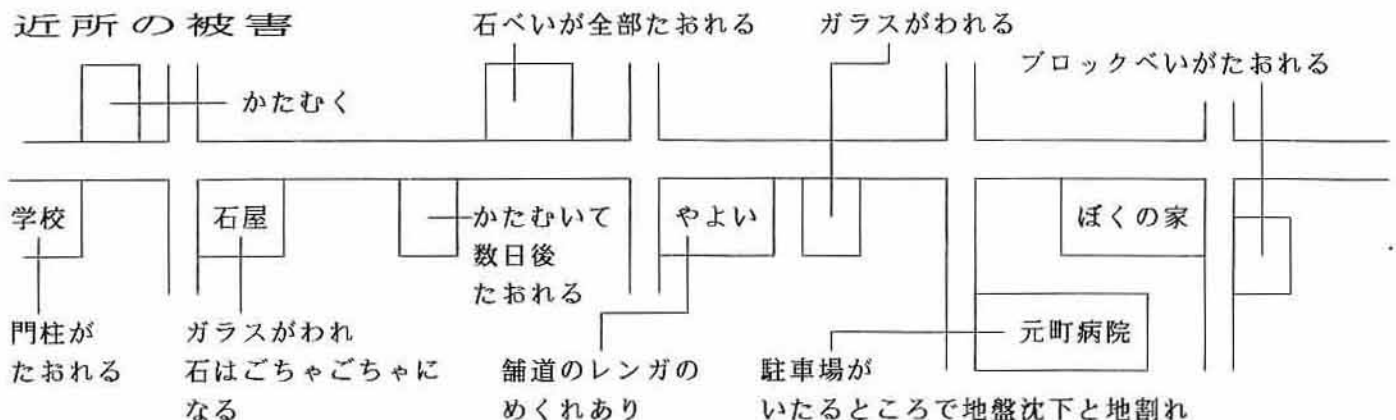 近所の被害
石べいが全部たおれる
ガラスがわれる
ブロックべいがたおれる
かたむく
学校
石屋
かたむいて
数日後
たおれる
やよい
ぼくの家
門柱が
たおれる
ガラスがわれ
石はごちゃごちゃに
なる
舗道のレンガの
めくれあり
元町病院
駐車場が
いたるところで地盤沈下と地割れ